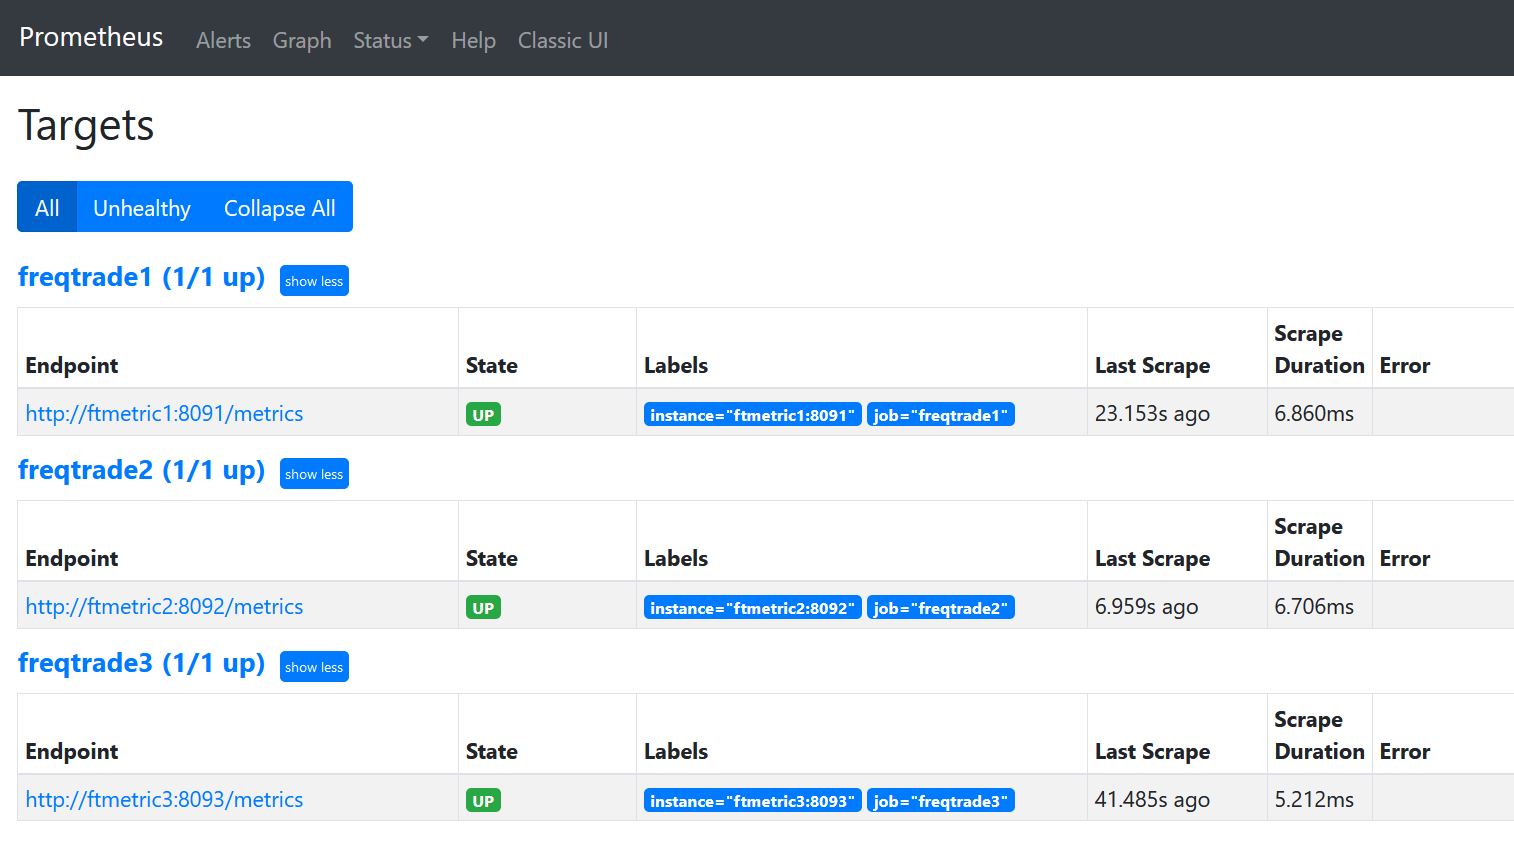 Prometheus Alerts Graph Status Help Classic UI
Targets
All Unhealthy Collapse All
freqtrade1 (1/1 up) show less
Endpoint State Labels Last Scrape Scrape Duration Error
http://ftmetric1:8091/metrics UP instance="ftmetric1:8091" job="freqtrade1" 23.153s ago 6.860ms
freqtrade2 (1/1 up) show less
Endpoint State Labels Last Scrape Scrape Duration Error
http://ftmetric2:8092/metrics UP instance="ftmetric2:8092" job="freqtrade2" 6.959s ago 6.706ms
freqtrade3 (1/1 up) show less
Endpoint State Labels Last Scrape Scrape Duration Error
http://ftmetric3:8093/metrics UP instance="ftmetric3:8093" job="freqtrade3" 41.485s ago 5.212ms